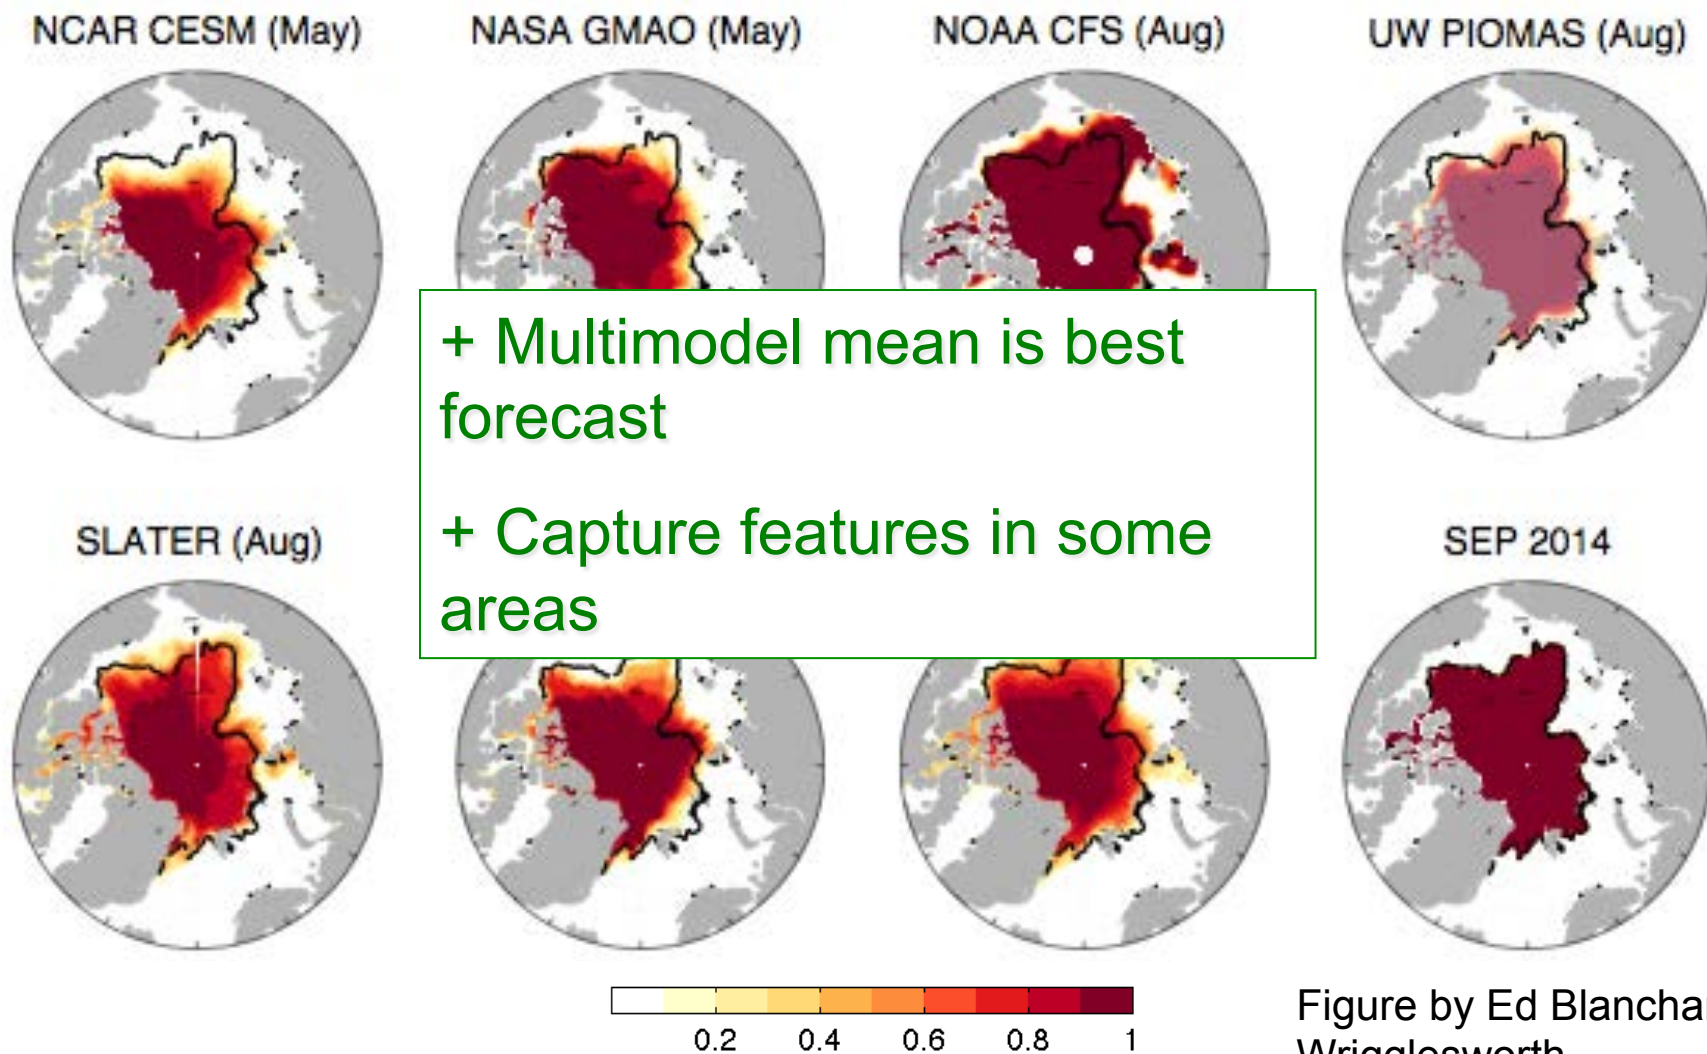 NCAR CESM (May)
NASA GMAO (May)
NOAA CFS (Aug)
UW PIOMAS (Aug)
+ Multimodel mean is best
forecast
+ Capture features in some
areas
SLATER (Aug)
SEP 2014
0.2 0.4 0.6 0.8 1
Figure by Ed Blanchar
Wrigglesworth